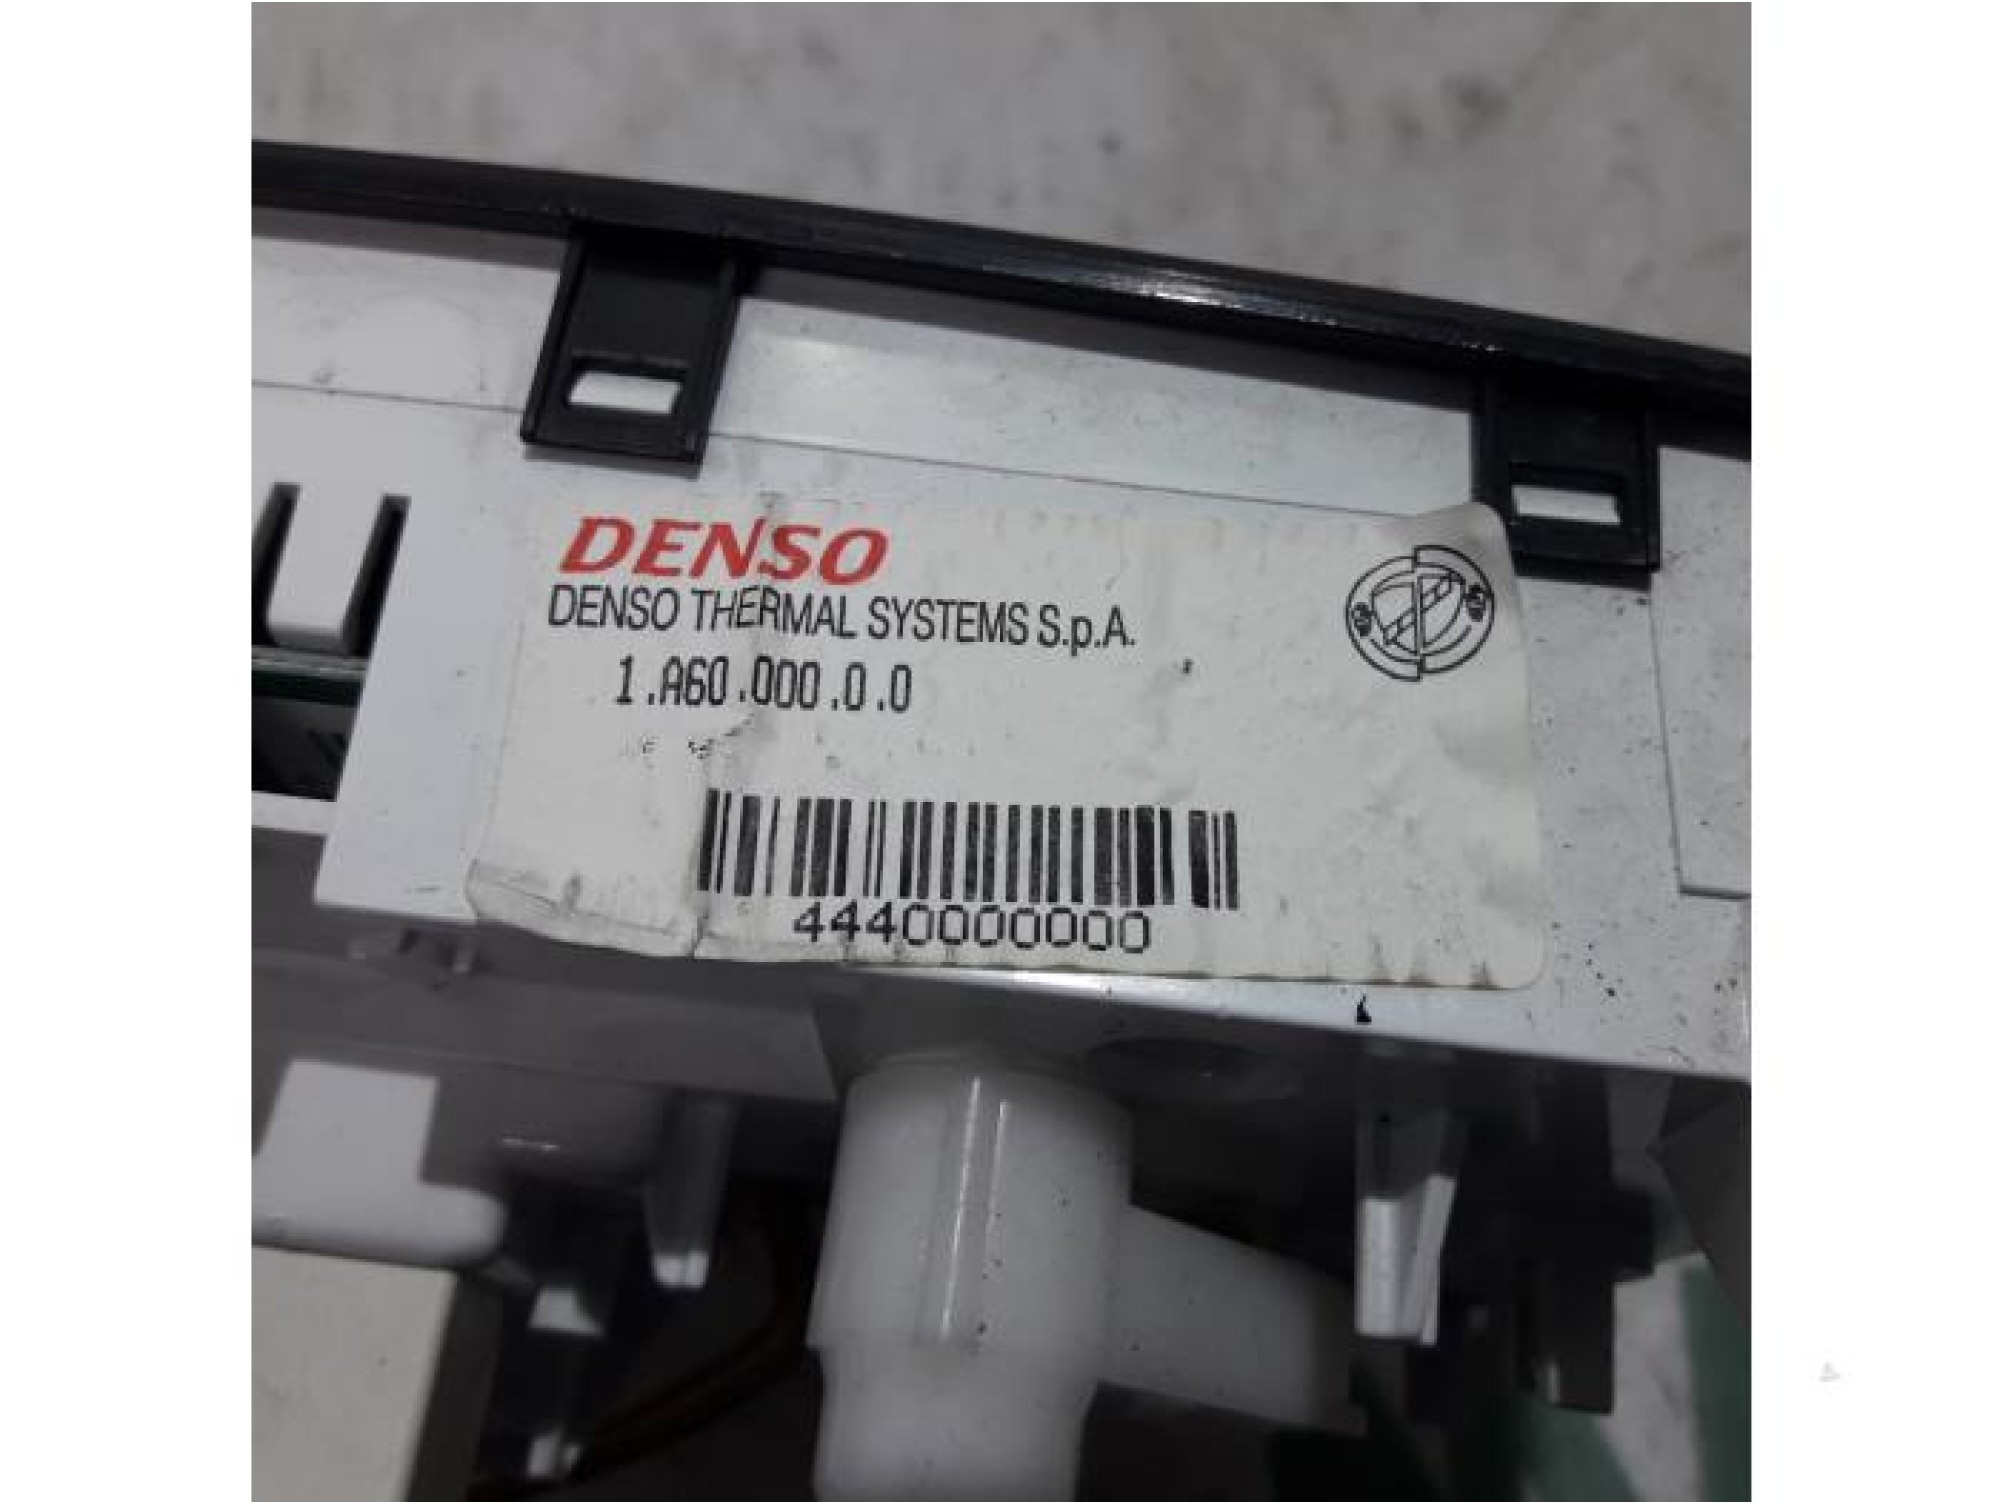 DENSO
DENSO THERMAL SYSTEMS S.p.A.
1.A60.000.0.0
4440000000